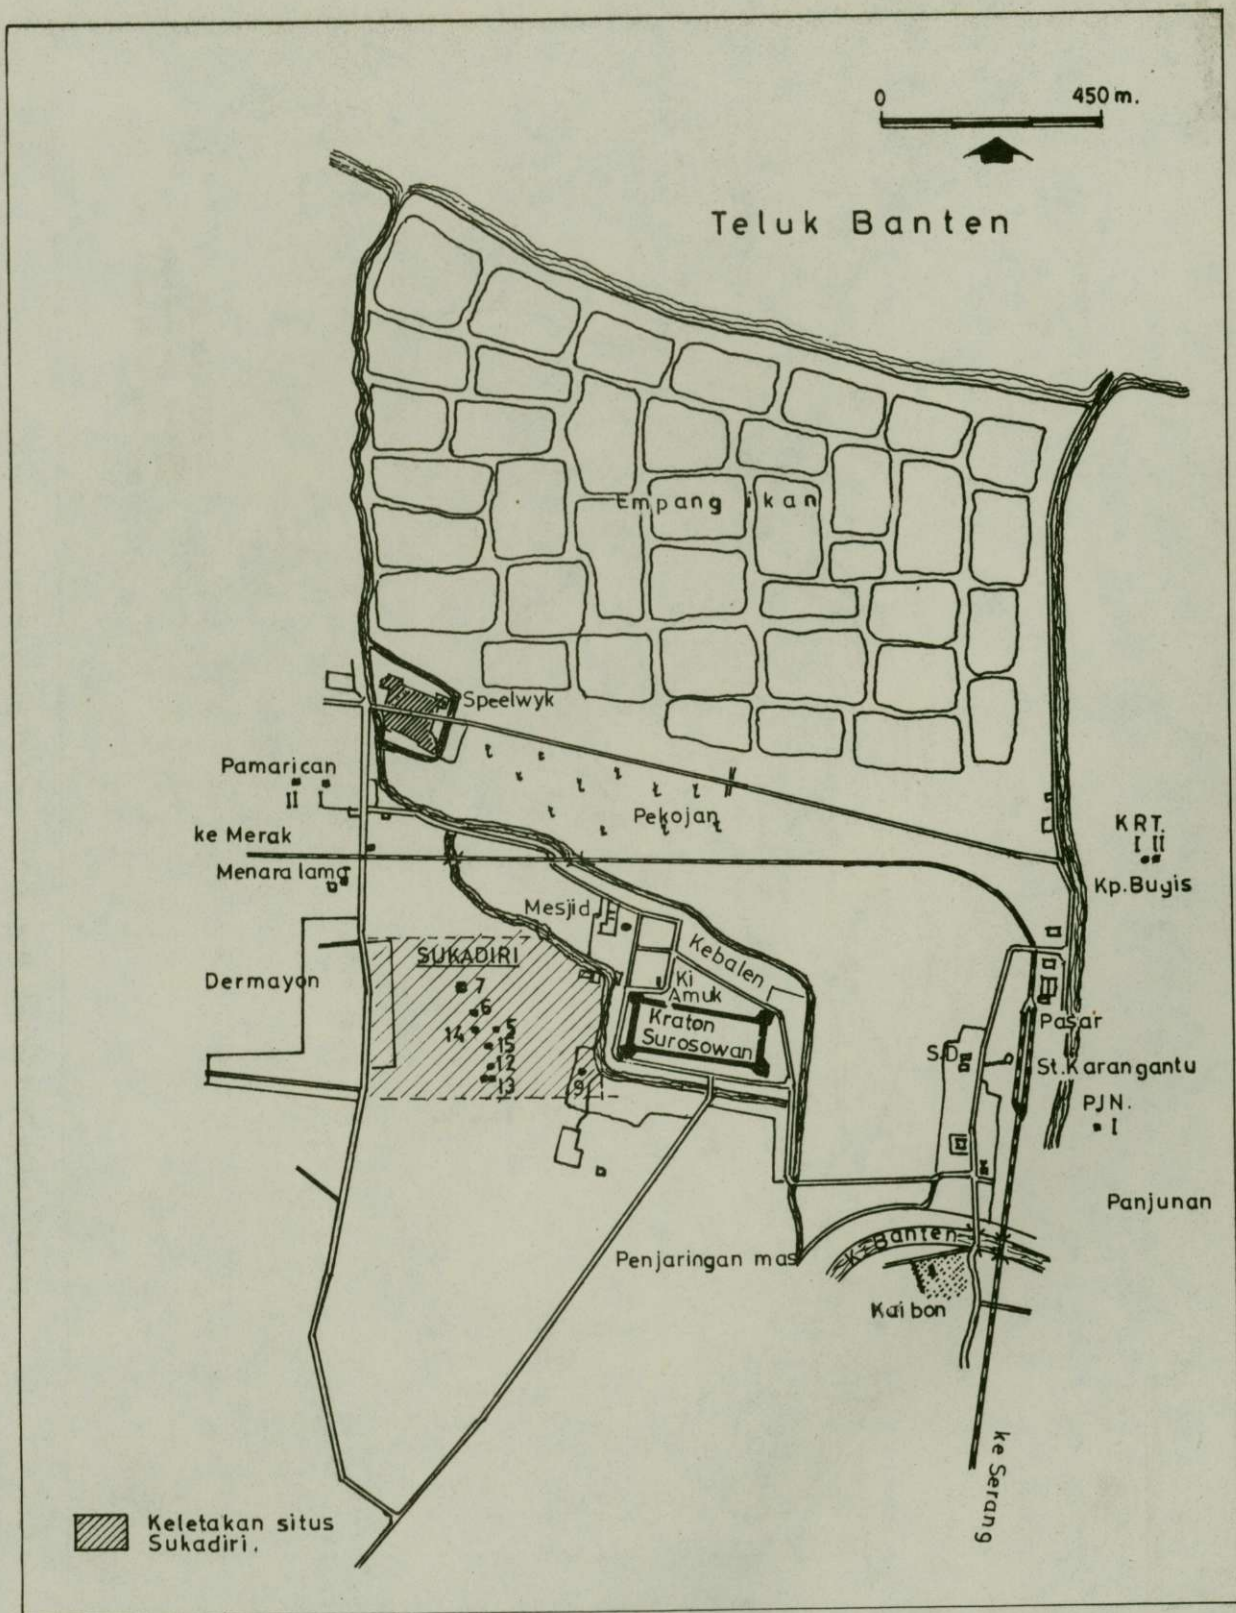 0 450 m.
Teluk Banten
Empang ikan
Speelwyk
Pamarican
II I
Pekojan
ke Merak
KRT.
I II
Menara lama
Kp.Bugis
Mesjid
Kebalen
SUKADIRI
Dermayon
7
Ki
Amuk
6
14 5
Kraton
Surosowan
Pasar
15
S.D
12
St.Karangantu
13
9
PJN.
I
Panjunan
K. Banten
Penjaringan mas
Kaibon
ke Serang
Keletakan situs
Sukadiri.